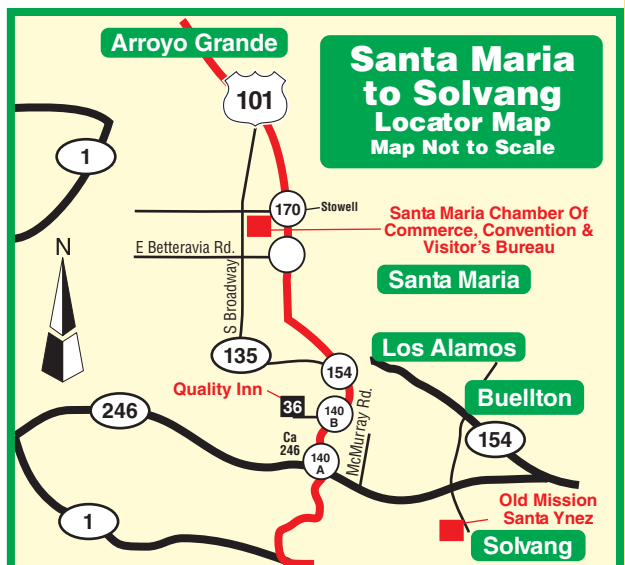 Arroyo Grande
Santa Maria
to Solvang
Locator Map
Map Not to Scale
101
1
170
Stowell
Santa Maria Chamber Of
Commerce, Convention &
Visitor's Bureau
N
E Betteravia Rd.
S Broadway
Santa Maria
135
Los Alamos
154
Quality Inn
36
Buellton
246
140
B
McMurray Rd.
Ca
246
154
140
A
Old Mission
Santa Ynez
1
Solvang